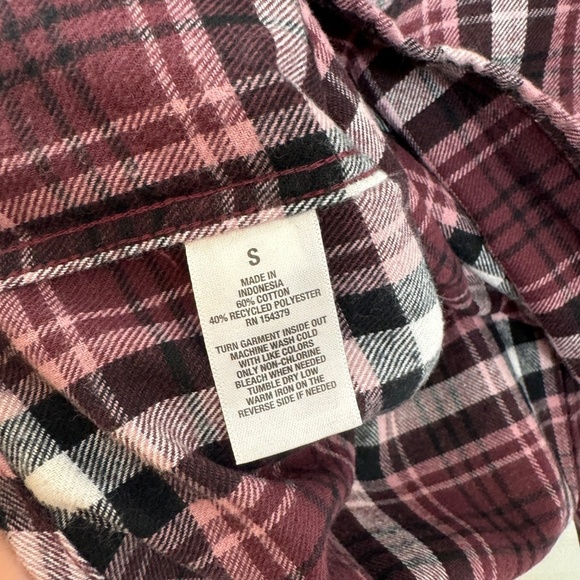 S
MADE IN
INDONESIA
60% COTTON
40% RECYCLED POLYESTER
RN 154379
TURN GARMENT INSIDE OUT
MACHINE WASH COLD
WITH LIKE COLORS
ONLY NON-CHLORINE
BLEACH WHEN NEEDED
TUMBLE DRY LOW
WARM IRON ON THE
REVERSE SIDE IF NEEDED